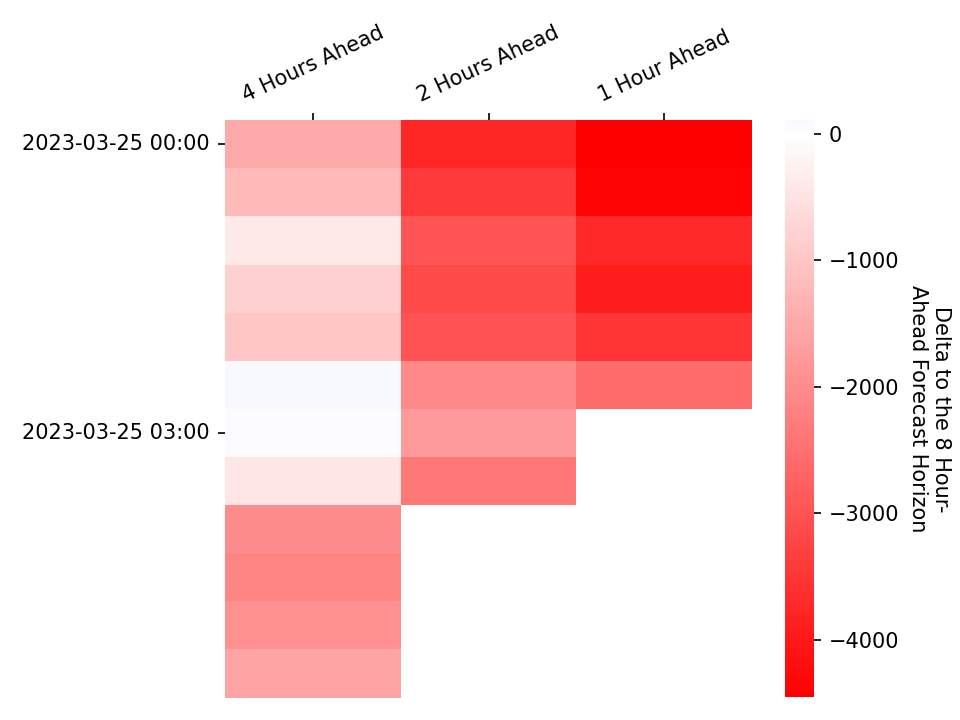 4 Hours Ahead
2 Hours Ahead
1 Hour Ahead
2023-03-25 00:00
2023-03-25 03:00
0
−1000
−2000
−3000
−4000
Delta to the 8 Hour-
Ahead Forecast Horizon